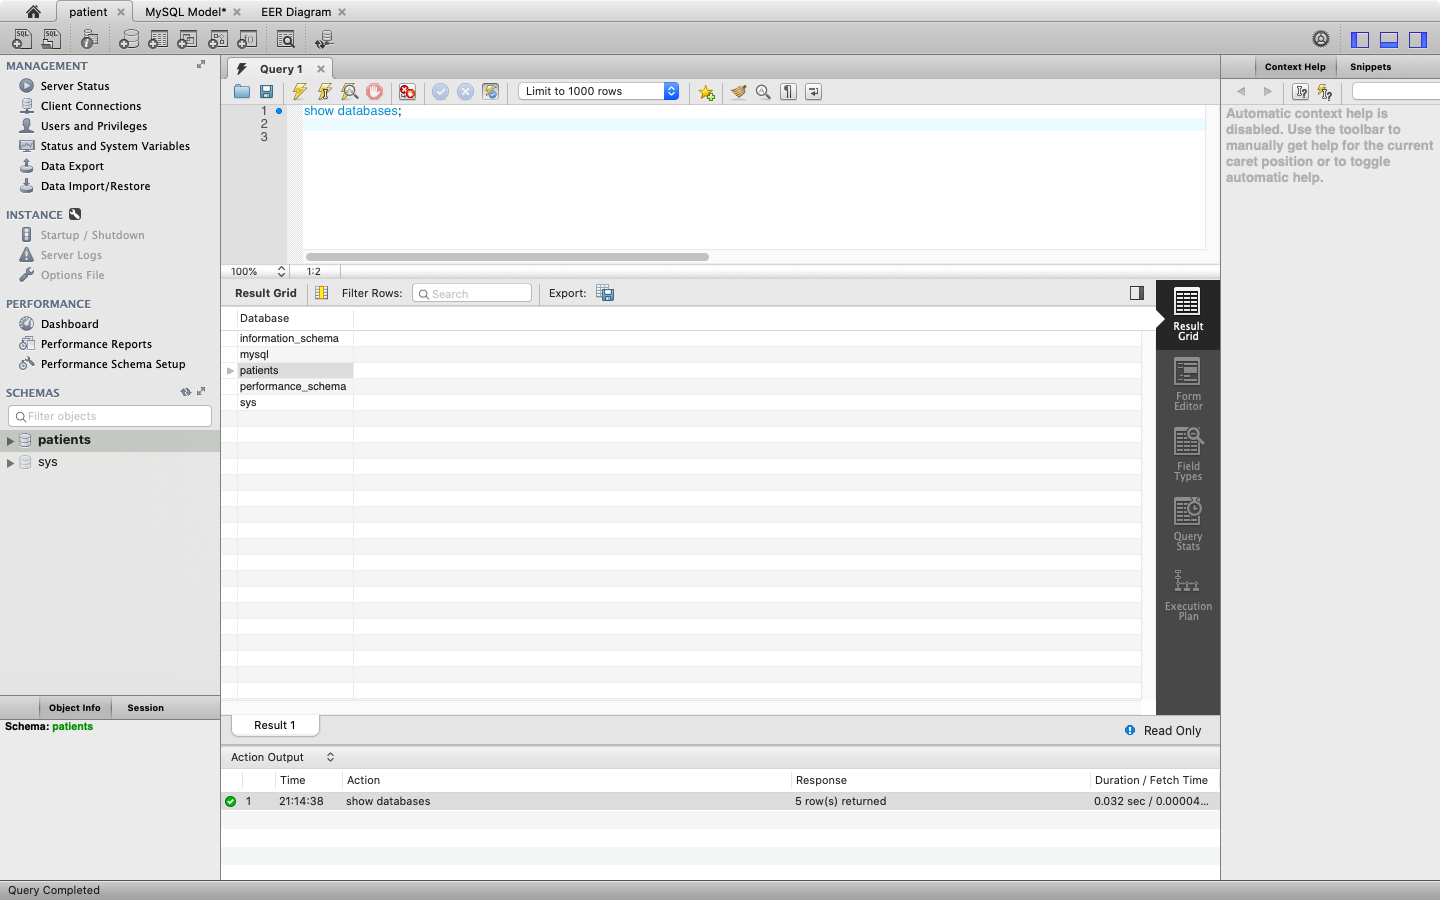 patient
MySQL Model*
EER Diagram
MANAGEMENT
Server Status
Client Connections
Users and Privileges
Status and System Variables
Data Export
Data Import/Restore
INSTANCE
Startup / Shutdown
Server Logs
Options File
PERFORMANCE
Dashboard
Performance Reports
Performance Schema Setup
SCHEMAS
Filter objects
patients
sys
Object Info
Session
Schema: patients
Query 1
Limit to 1000 rows
1 show databases;
2
3
100%
1:2
Result Grid
Filter Rows:
Search
Export:
Database
information_schema
mysql
patients
performance_schema
sys
Result
Grid
Form
Editor
Field
Types
Query
Stats
Execution
Plan
Result 1
Read Only
Action Output
Time Action Response Duration / Fetch Time
1 21:14:38 show databases 5 row(s) returned 0.032 sec / 0.00004...
Context Help
Snippets
Automatic context help is
disabled. Use the toolbar to
manually get help for the current
caret position or to toggle
automatic help.
Query Completed